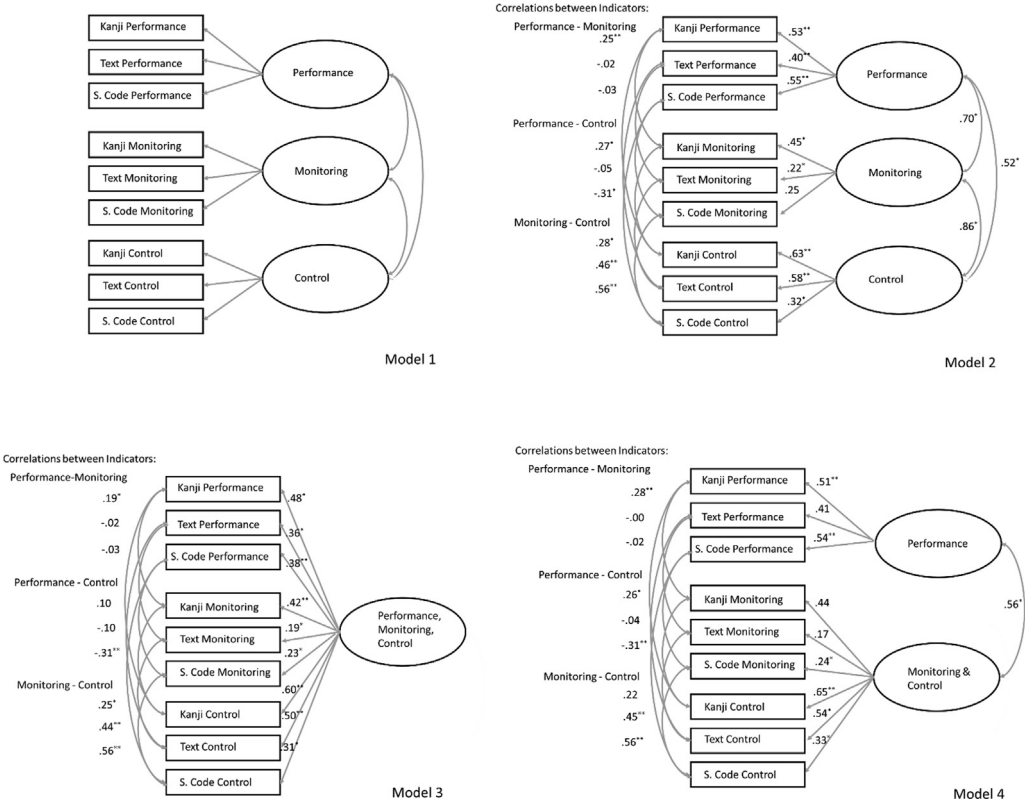 Kanji Performance
Text Performance
S. Code Performance
Kanji Monitoring
Text Monitoring
S. Code Monitoring
Kanji Control
Text Control
S. Code Control
Performance
Monitoring
Control
Model 1
Correlations between Indicators:
Performance - Monitoring
.25**
-.02
-.03
Performance - Control
.27*
-.05
-.31*
Monitoring - Control
.28*
.46**
.56**
Kanji Performance
Text Performance
S. Code Performance
Kanji Monitoring
Text Monitoring
S. Code Monitoring
Kanji Control
Text Control
S. Code Control
.53**
.40**
.55**
.45*
.22*
.25
.63**
.58**
.32*
Performance
Monitoring
Control
.70*
.86*
.52*
Model 2
Correlations between Indicators:
Performance-Monitoring
.19*
-.02
-.03
Performance - Control
.10
-.10
-.31**
Monitoring - Control
.25*
.44**
.56**
Kanji Performance
Text Performance
S. Code Performance
Kanji Monitoring
Text Monitoring
S. Code Monitoring
Kanji Control
Text Control
S. Code Control
.48*
.36*
.38**
.42**
.19*
.23*
.60**
.50**
.31*
Performance,
Monitoring,
Control
Model 3
Correlations between Indicators:
Performance - Monitoring
.28**
-.00
-.02
Performance - Control
.26*
-.04
-.31**
Monitoring - Control
.22
.45**
.56**
Kanji Performance
Text Performance
S. Code Performance
Kanji Monitoring
Text Monitoring
S. Code Monitoring
Kanji Control
Text Control
S. Code Control
.51**
.41
.54**
.44
.17
.24*
.65**
.54*
.33*
Performance
Monitoring &
Control
.56*
Model 4